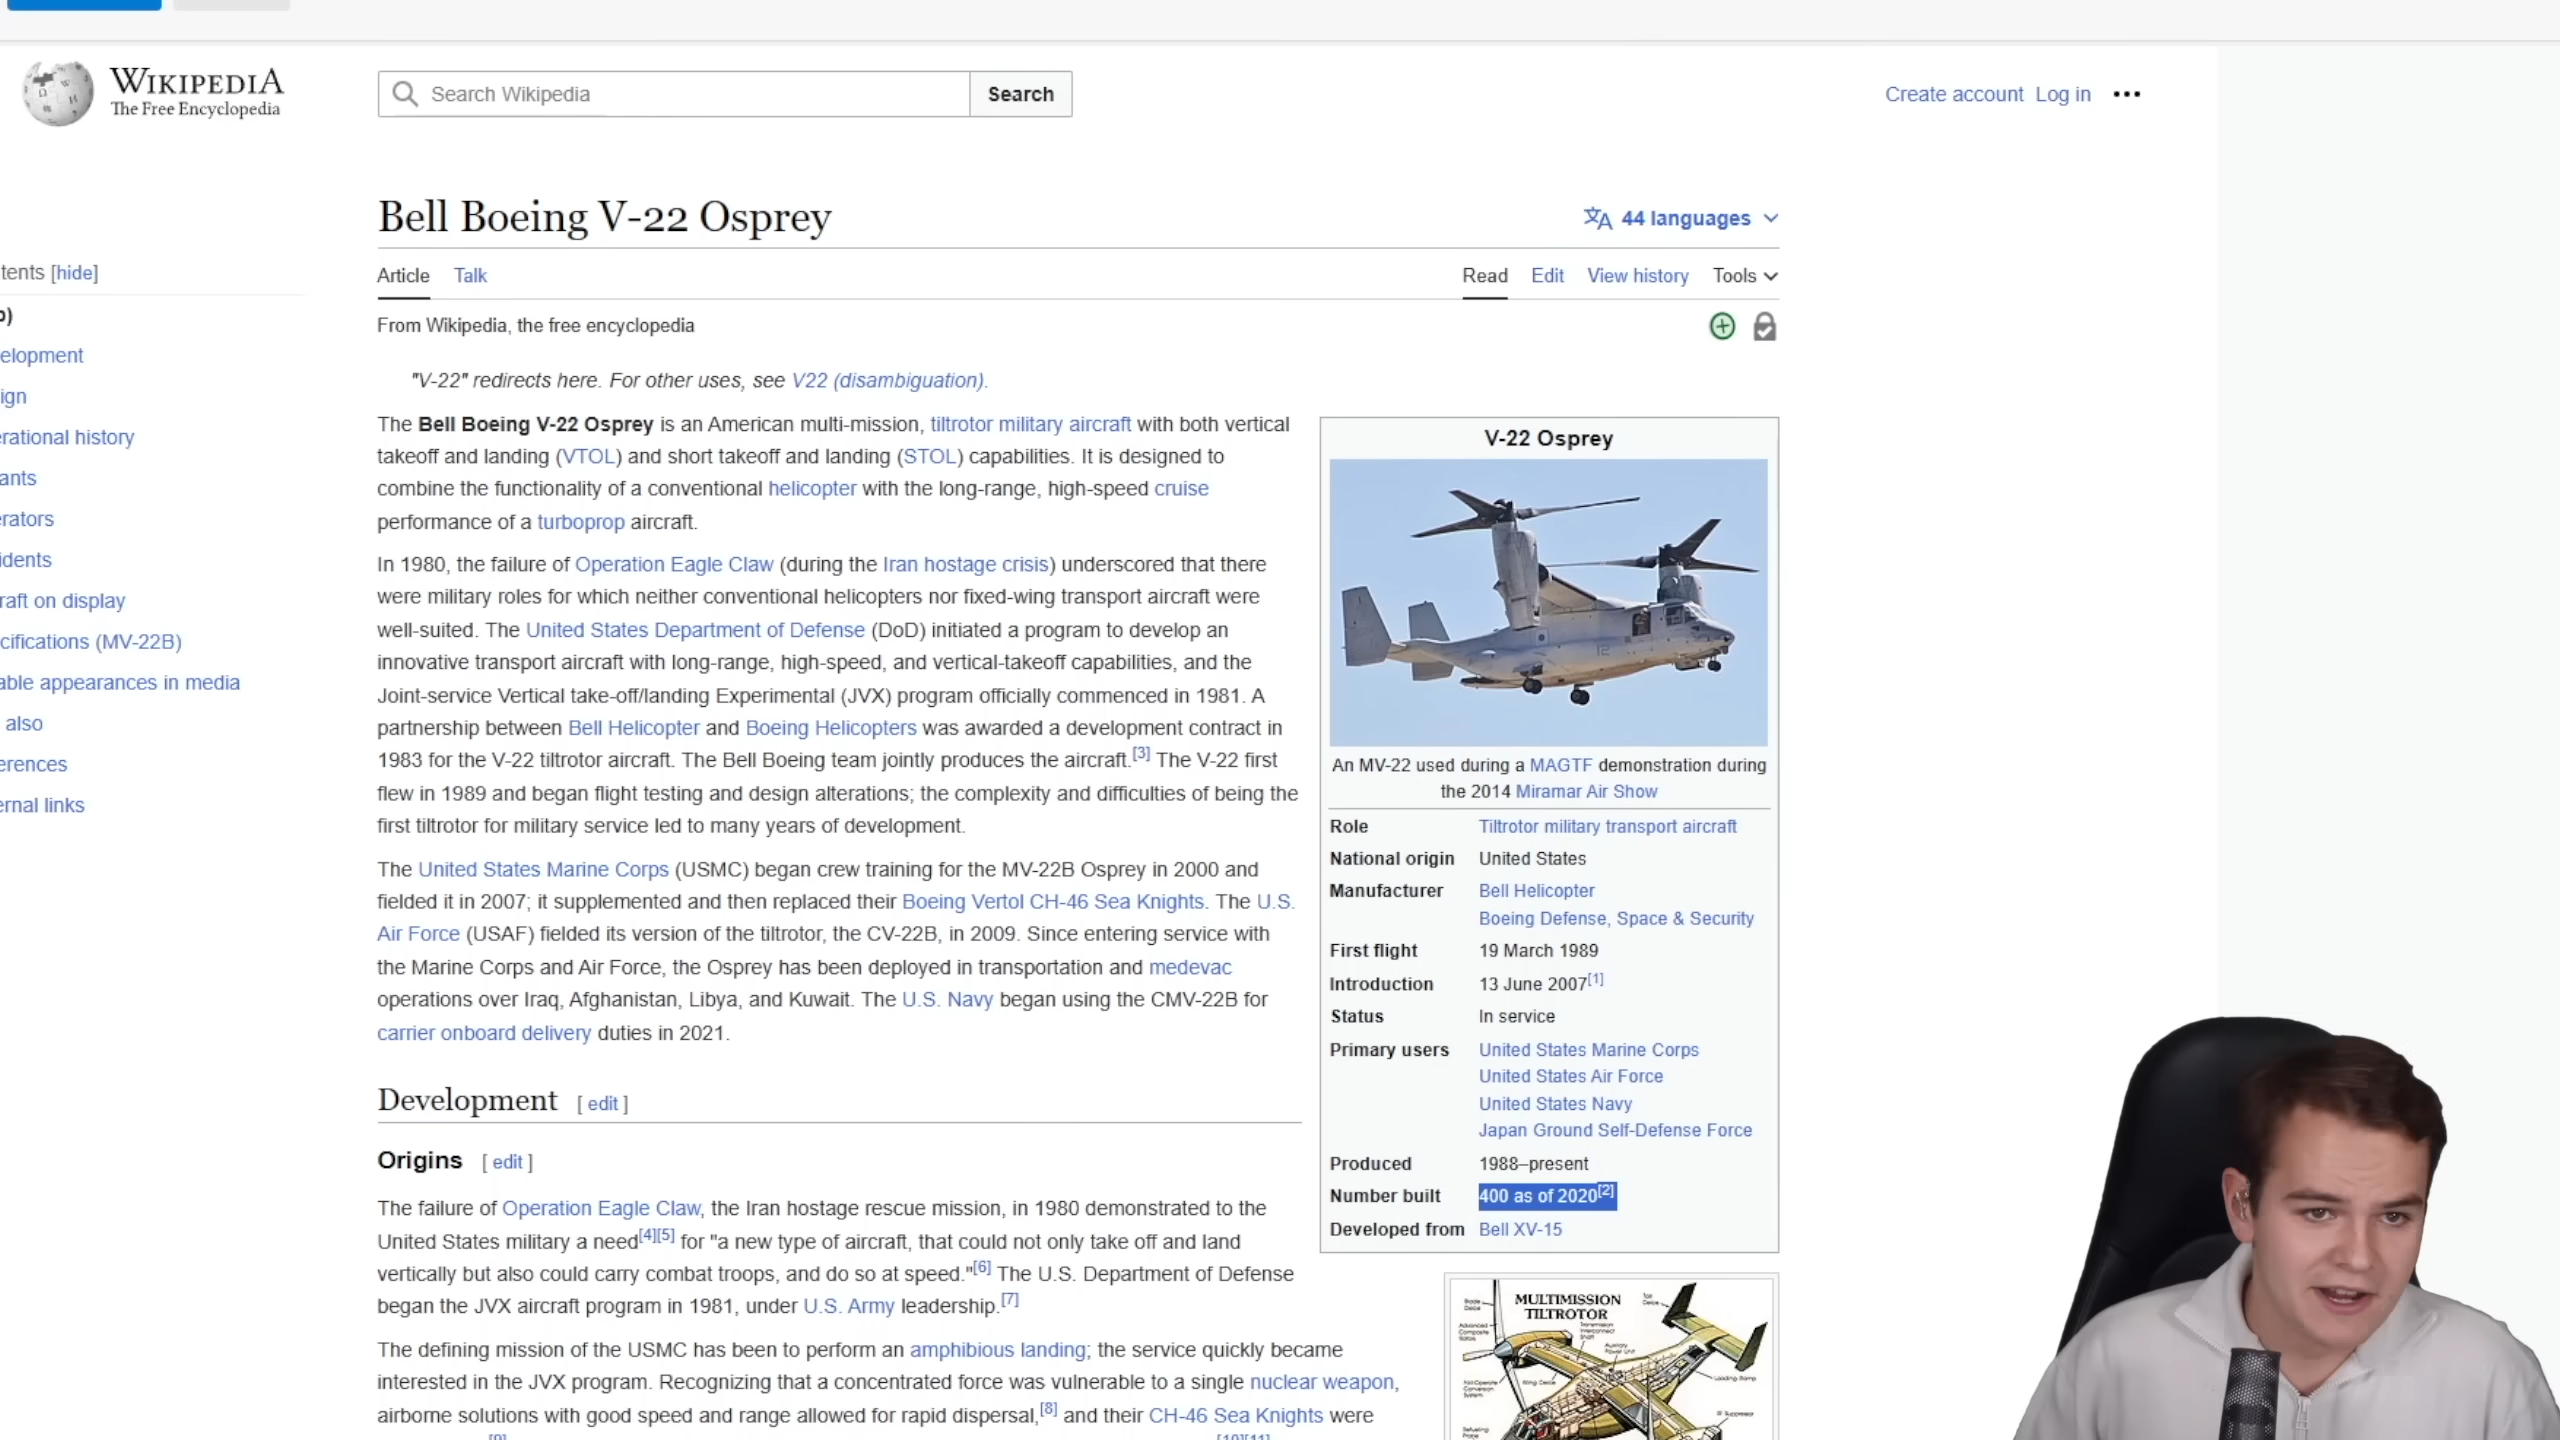 WIKIPEDIA
The Free Encyclopedia
Search Wikipedia
Search
Create account
Log in
Bell Boeing V-22 Osprey
44 languages
Article
Talk
Read
Edit
View history
Tools
From Wikipedia, the free encyclopedia
"V-22" redirects here. For other uses, see V22 (disambiguation).
tents [hide]
p)
elopment
ign
erational history
ants
erators
idents
raft on display
cifications (MV-22B)
able appearances in media
also
erences
ernal links
The Bell Boeing V-22 Osprey is an American multi-mission, tiltrotor military aircraft with both vertical
takeoff and landing (VTOL) and short takeoff and landing (STOL) capabilities. It is designed to
combine the functionality of a conventional helicopter with the long-range, high-speed cruise
performance of a turboprop aircraft.
In 1980, the failure of Operation Eagle Claw (during the Iran hostage crisis) underscored that there
were military roles for which neither conventional helicopters nor fixed-wing transport aircraft were
well-suited. The United States Department of Defense (DoD) initiated a program to develop an
innovative transport aircraft with long-range, high-speed, and vertical-takeoff capabilities, and the
Joint-service Vertical take-off/landing Experimental (JVX) program officially commenced in 1981. A
partnership between Bell Helicopter and Boeing Helicopters was awarded a development contract in
1983 for the V-22 tiltrotor aircraft. The Bell Boeing team jointly produces the aircraft.[3] The V-22 first
flew in 1989 and began flight testing and design alterations; the complexity and difficulties of being the
first tiltrotor for military service led to many years of development.
The United States Marine Corps (USMC) began crew training for the MV-22B Osprey in 2000 and
fielded it in 2007; it supplemented and then replaced their Boeing Vertol CH-46 Sea Knights. The U.S.
Air Force (USAF) fielded its version of the tiltrotor, the CV-22B, in 2009. Since entering service with
the Marine Corps and Air Force, the Osprey has been deployed in transportation and medevac
operations over Iraq, Afghanistan, Libya, and Kuwait. The U.S. Navy began using the CMV-22B for
carrier onboard delivery duties in 2021.
Development [ edit ]
Origins [ edit ]
The failure of Operation Eagle Claw, the Iran hostage rescue mission, in 1980 demonstrated to the
United States military a need[4][5] for "a new type of aircraft, that could not only take off and land
vertically but also could carry combat troops, and do so at speed."[6] The U.S. Department of Defense
began the JVX aircraft program in 1981, under U.S. Army leadership.[7]
The defining mission of the USMC has been to perform an amphibious landing; the service quickly became
interested in the JVX program. Recognizing that a concentrated force was vulnerable to a single nuclear weapon,
airborne solutions with good speed and range allowed for rapid dispersal,[8] and their CH-46 Sea Knights were
[9]
[10][11]
V-22 Osprey
12
An MV-22 used during a MAGTF demonstration during
the 2014 Miramar Air Show
Role Tiltrotor military transport aircraft
National origin United States
Manufacturer Bell Helicopter
Boeing Defense, Space & Security
First flight 19 March 1989
Introduction 13 June 2007[1]
Status In service
Primary users United States Marine Corps
United States Air Force
United States Navy
Japan Ground Self-Defense Force
Produced 1988–present
Number built 400 as of 2020[2]
Developed from Bell XV-15
MULTIMISSION
TILTROTOR